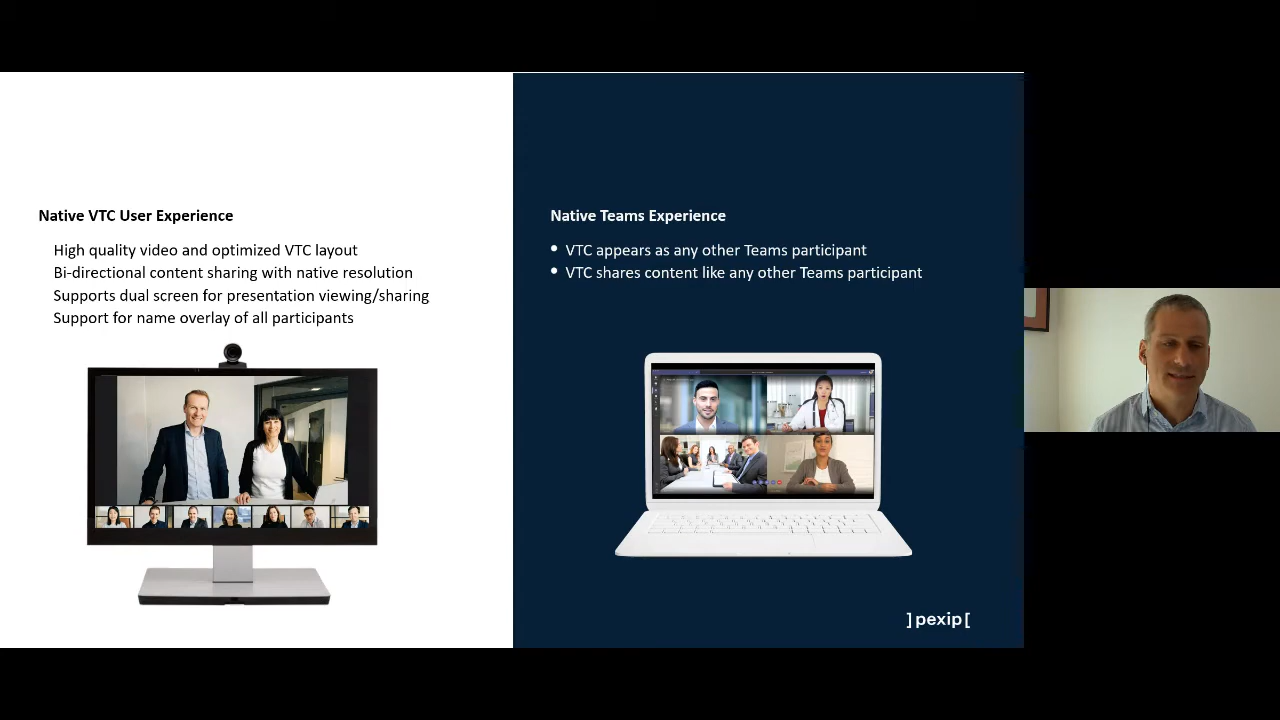 Native VTC User Experience
High quality video and optimized VTC layout
Bi-directional content sharing with native resolution
Supports dual screen for presentation viewing/sharing
Support for name overlay of all participants
Native Teams Experience
• VTC appears as any other Teams participant
• VTC shares content like any other Teams participant
]pexip[